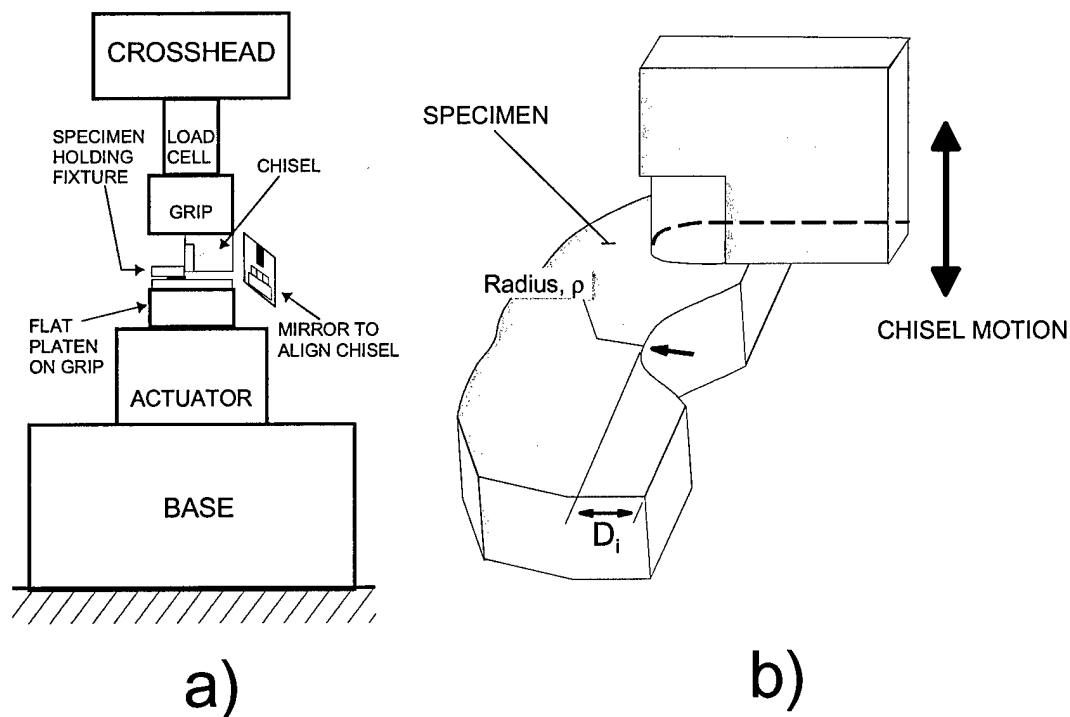 CROSSHEAD
SPECIMEN
HOLDING
FIXTURE
LOAD
CELL
CHISEL
GRIP
FLAT
PLATEN
ON GRIP
MIRROR TO
ALIGN CHISEL
ACTUATOR
BASE
a)
SPECIMEN
Radius, ρ
CHISEL MOTION
Di
b)